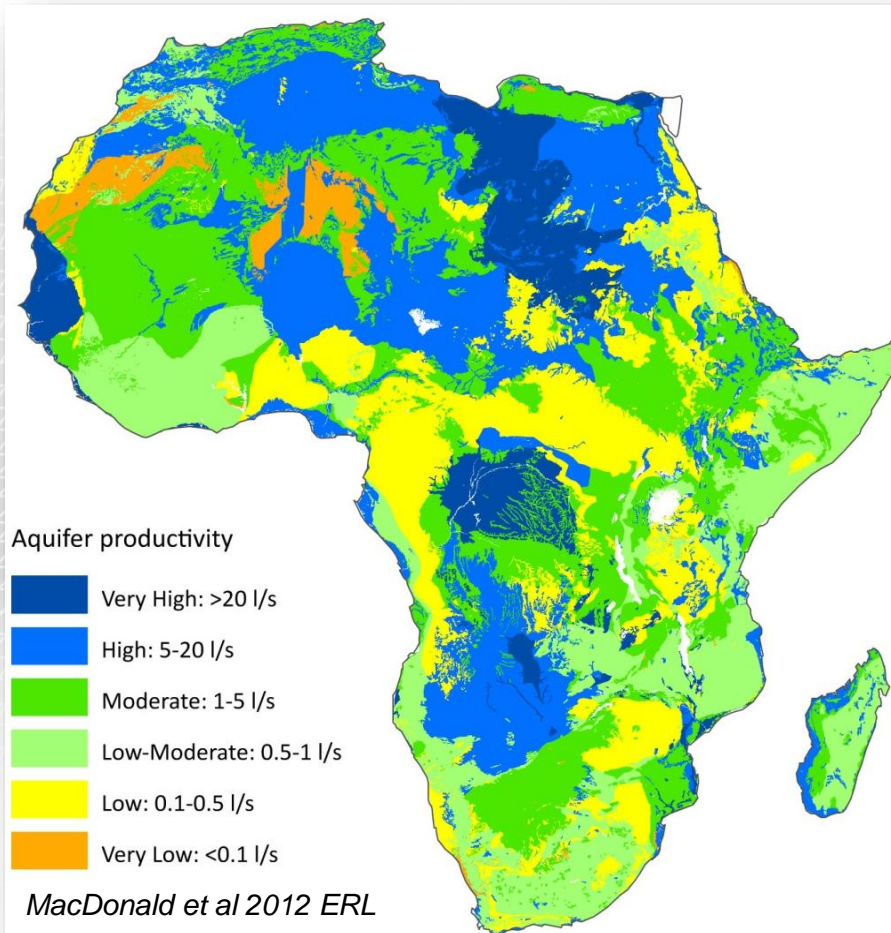 Aquifer productivity
Very High: >20 l/s
High: 5-20 l/s
Moderate: 1-5 l/s
Low-Moderate: 0.5-1 l/s
Low: 0.1-0.5 l/s
Very Low: <0.1 l/s
MacDonald et al 2012 ERL